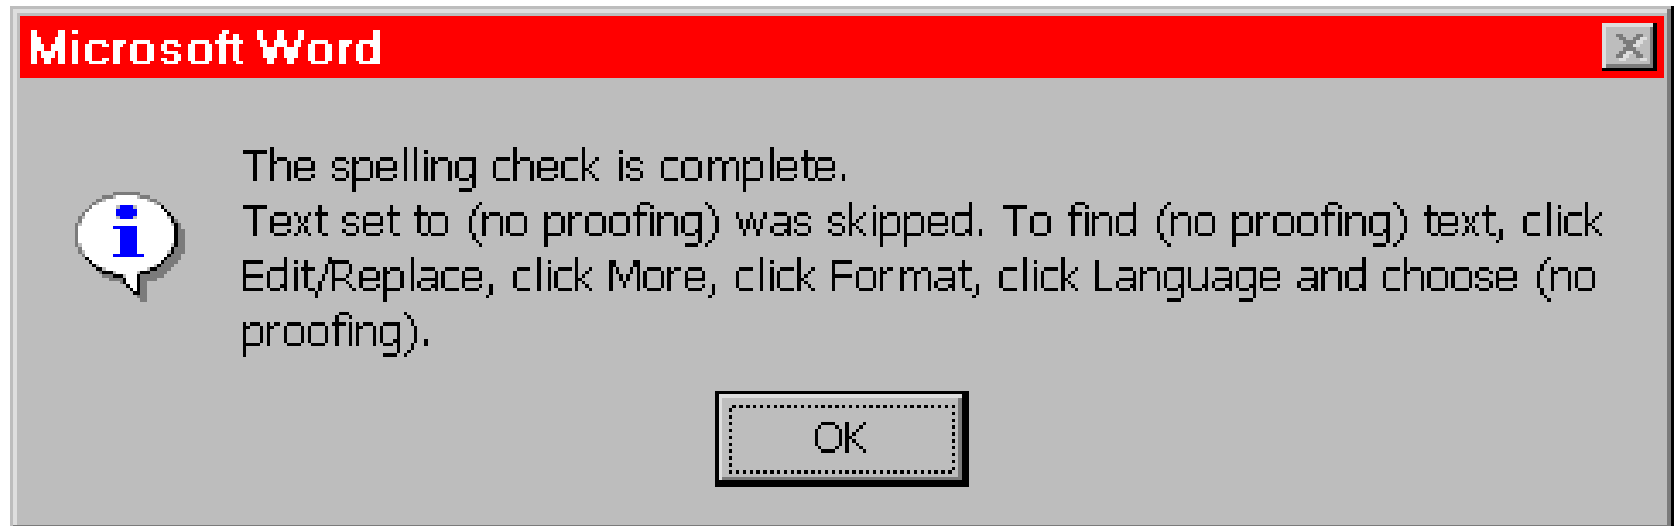 Microsoft Word
The spelling check is complete.
Text set to (no proofing) was skipped. To find (no proofing) text, click
Edit/Replace, click More, click Format, click Language and choose (no
proofing).
OK